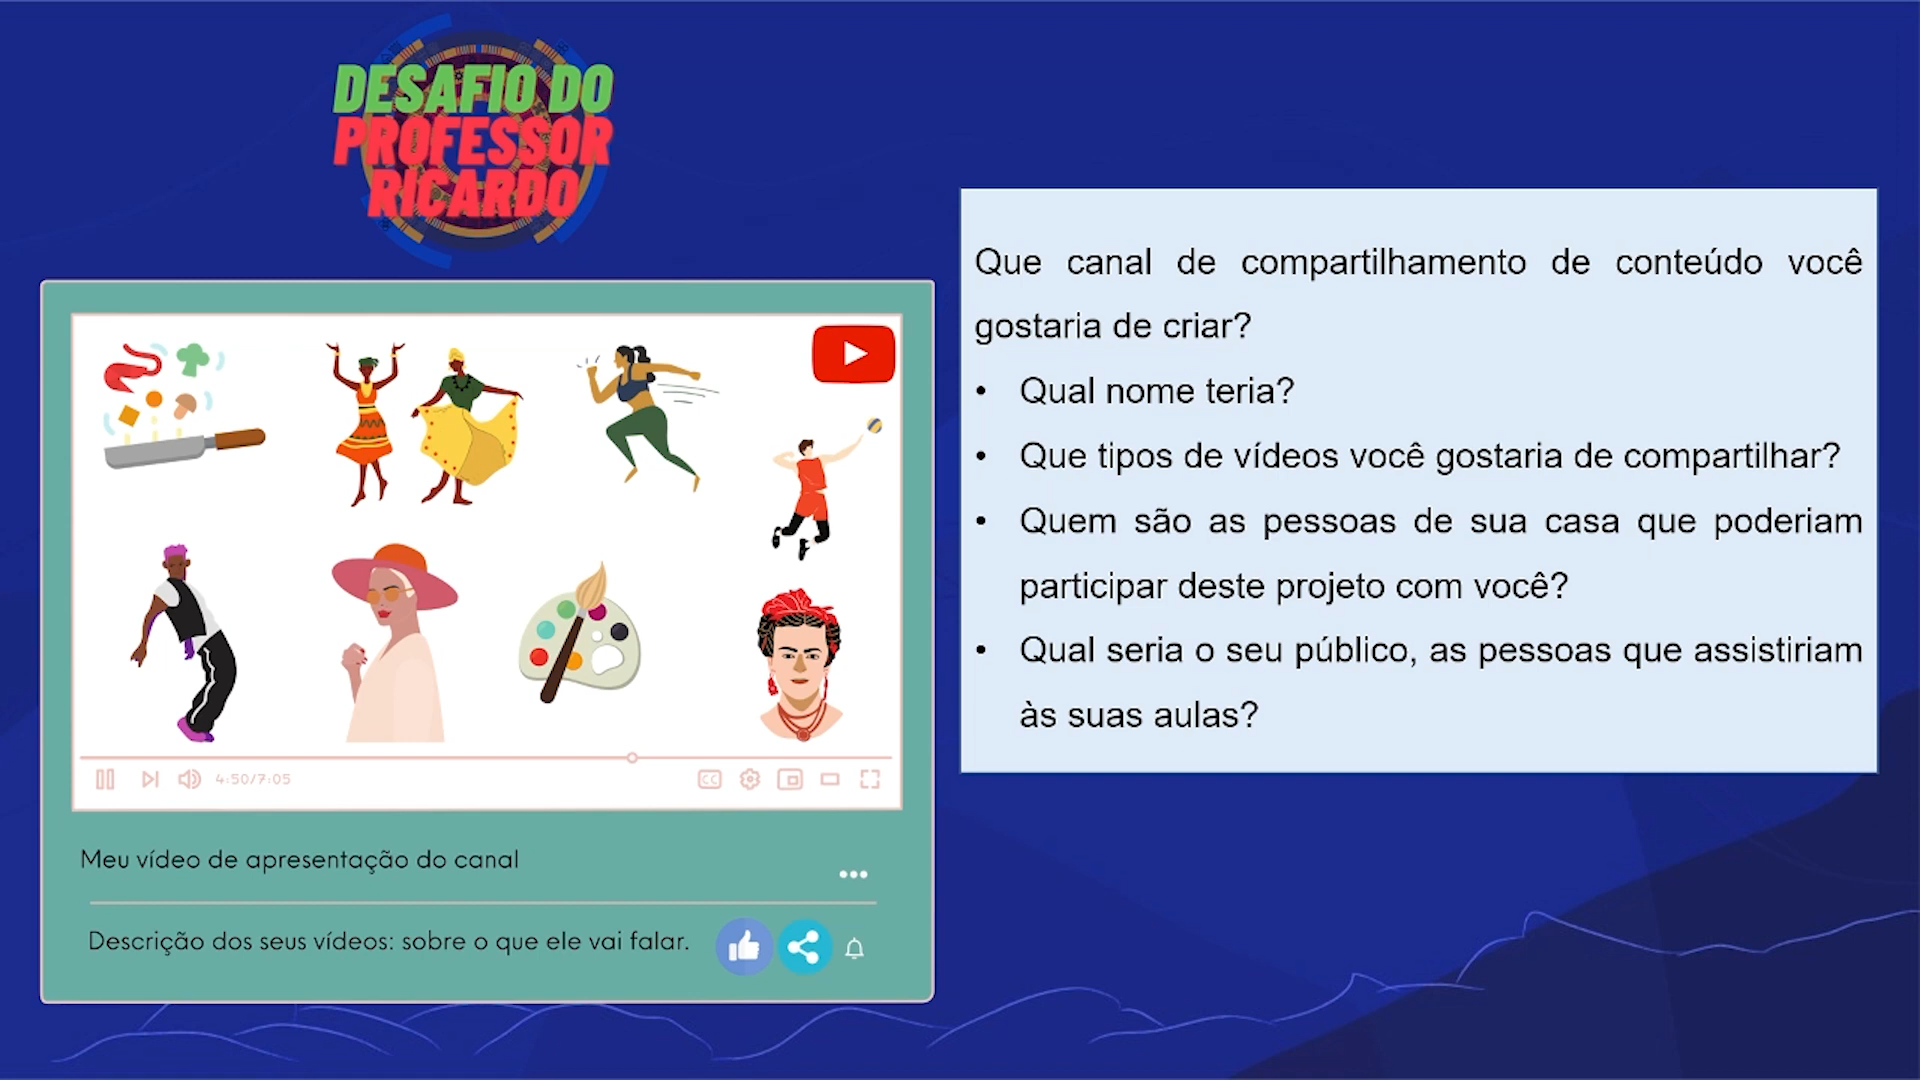 DESAFIO DO
PROFESSOR
RICARDO
Que canal de compartilhamento de conteúdo você
gostaria de criar?
• Qual nome teria?
• Que tipos de vídeos você gostaria de compartilhar?
• Quem são as pessoas de sua casa que poderiam
participar deste projeto com você?
• Qual seria o seu público, as pessoas que assistiriam
às suas aulas?
4:50/7:05
CC
Meu vídeo de apresentação do canal
Descrição dos seus vídeos: sobre o que ele vai falar.